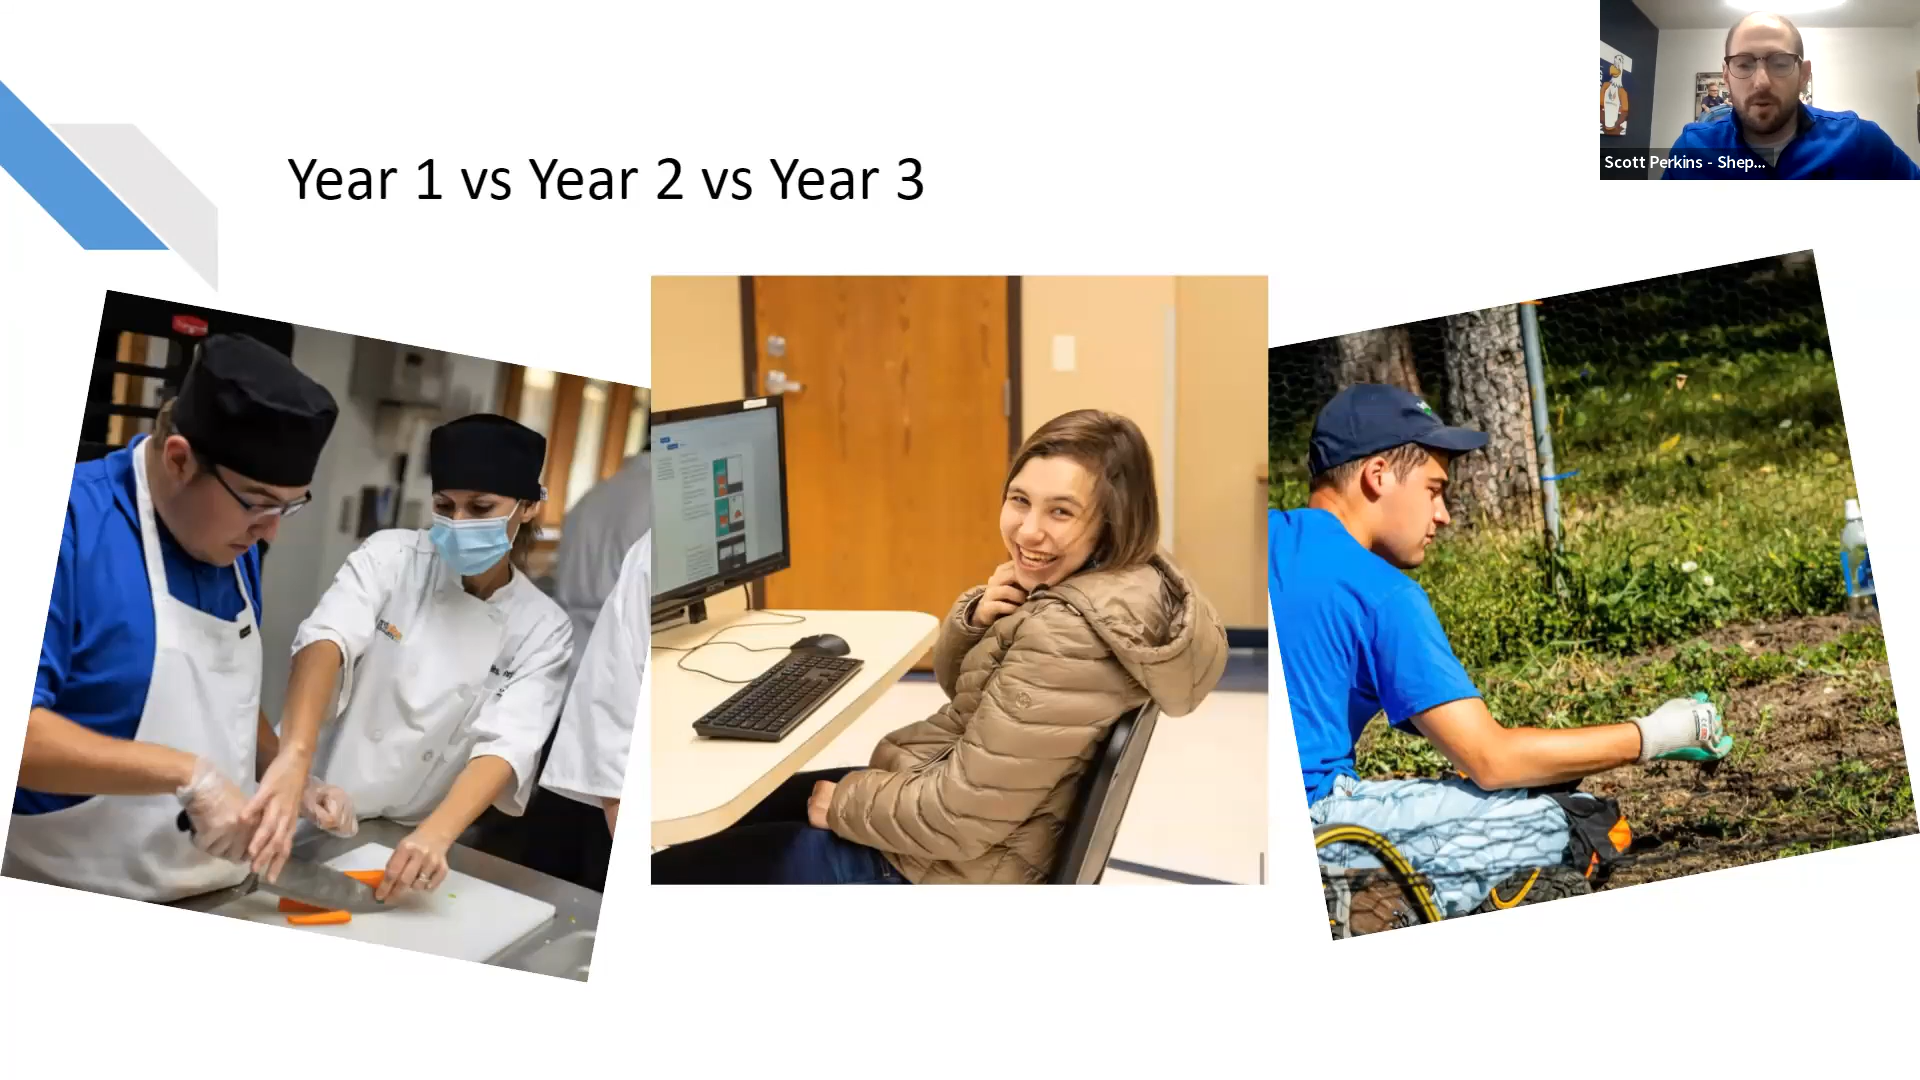 Year 1 vs Year 2 vs Year 3
Scott Perkins - Shep...